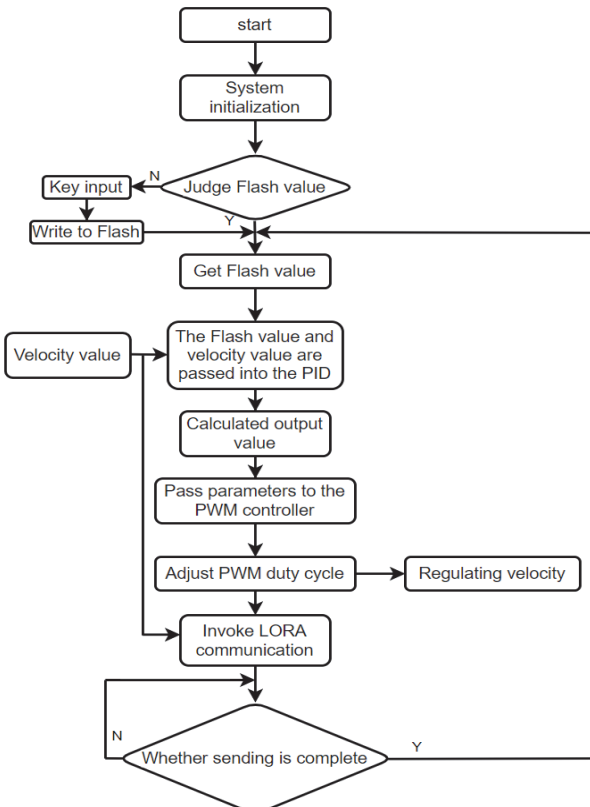 start
System
initialization
N
Key input
Judge Flash value
Write to Flash
Y
Get Flash value
Velocity value
The Flash value and
velocity value are
passed into the PID
Calculated output
value
Pass parameters to the
PWM controller
Adjust PWM duty cycle
Regulating velocity
Invoke LORA
communication
N
Whether sending is complete
Y